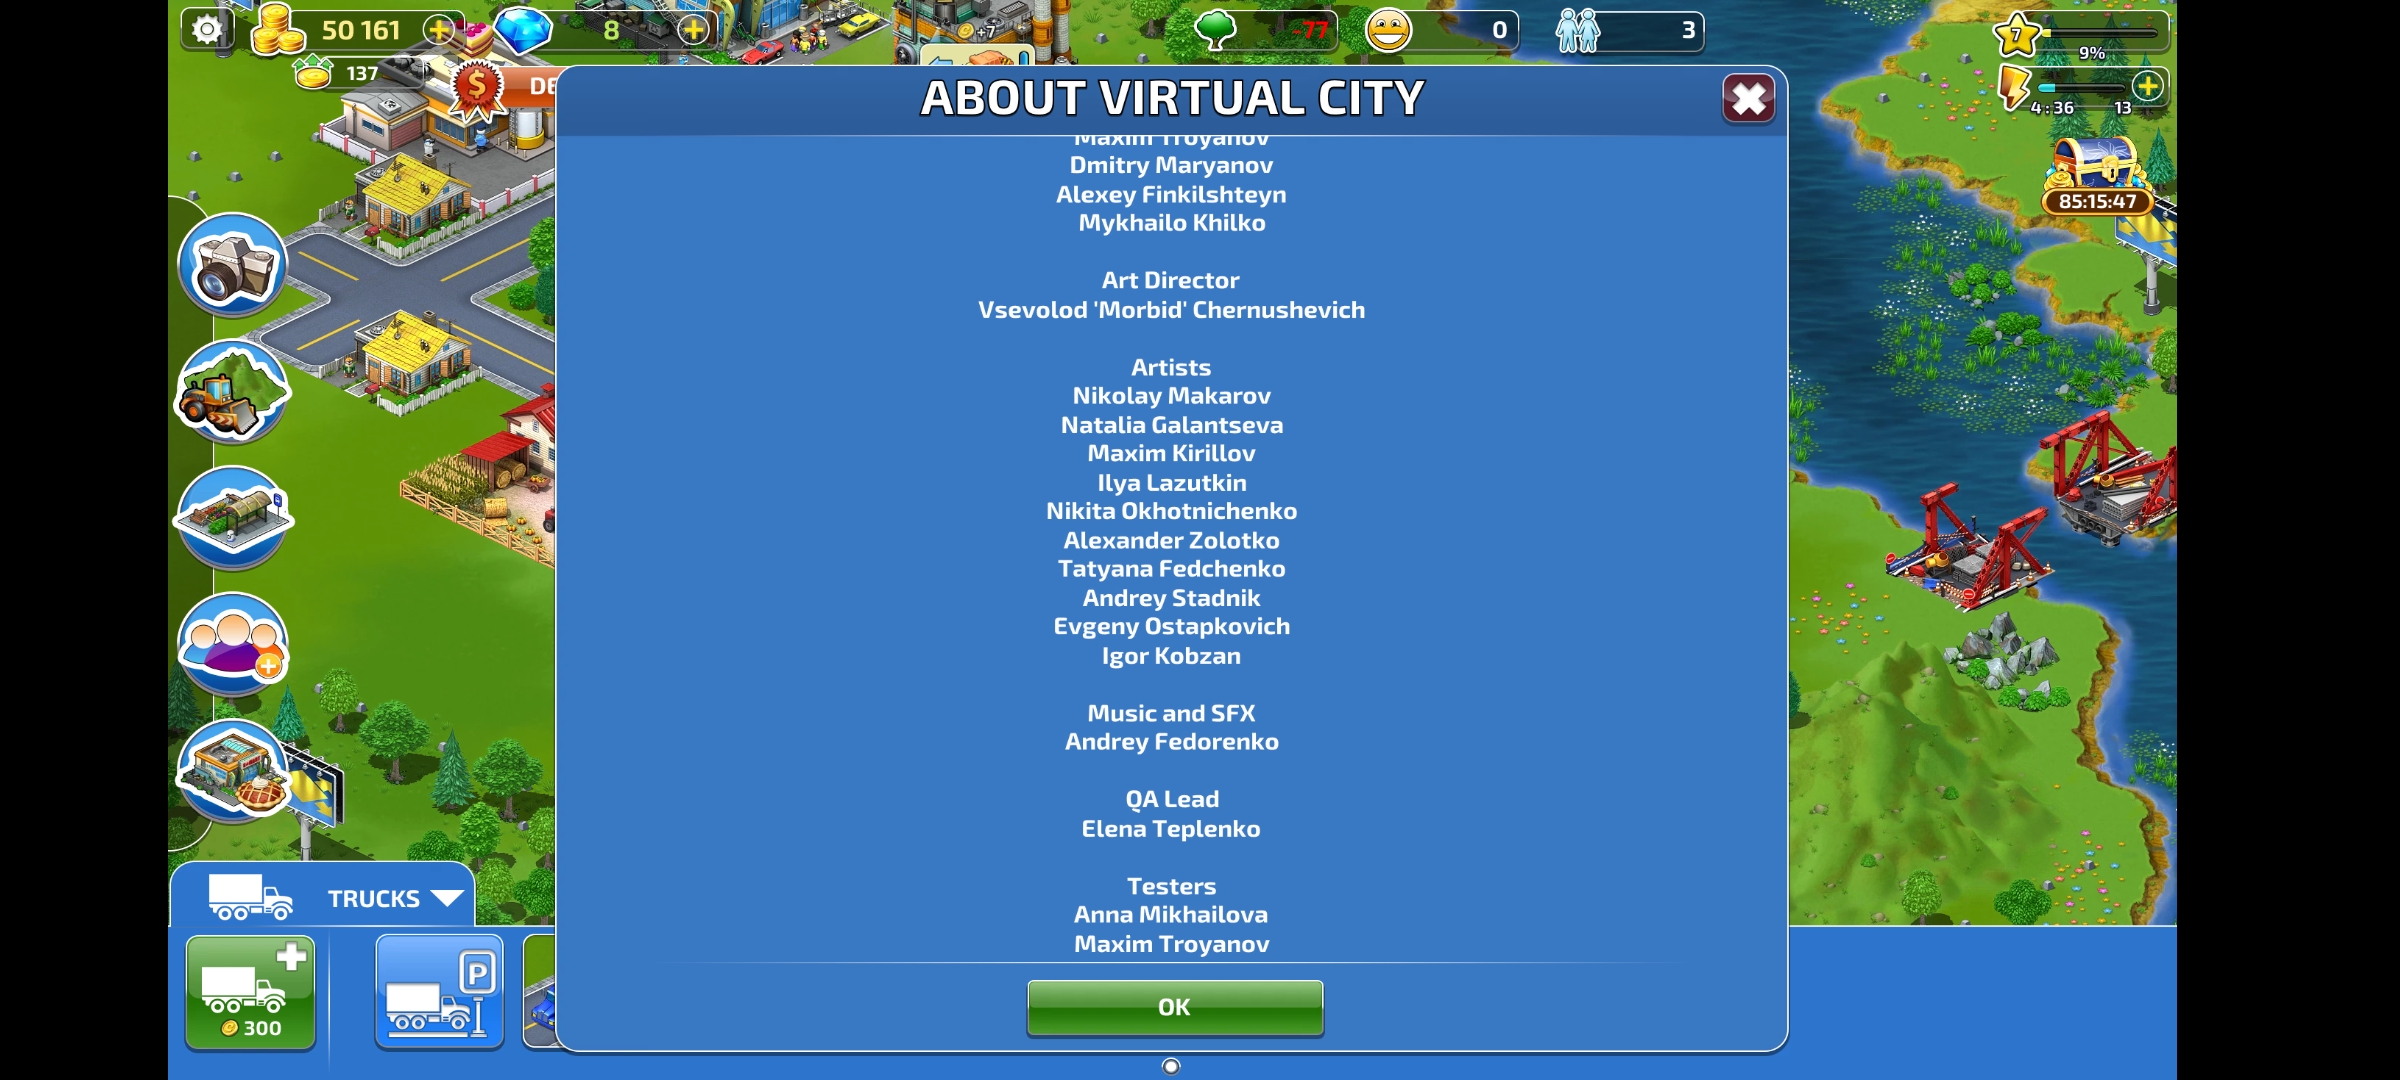 50 161
8
-77
0
3
7
9%
137
+7
DE
4:36
13
85:15:47
ABOUT VIRTUAL CITY
Maxim Troyanov
Dmitry Maryanov
Alexey Finkilshteyn
Mykhailo Khilko
Art Director
Vsevolod 'Morbid' Chernushevich
Artists
Nikolay Makarov
Natalia Galantseva
Maxim Kirillov
Ilya Lazutkin
Nikita Okhotnichenko
Alexander Zolotko
Tatyana Fedchenko
Andrey Stadnik
Evgeny Ostapkovich
Igor Kobzan
Music and SFX
Andrey Fedorenko
QA Lead
Elena Teplenko
Testers
Anna Mikhailova
Maxim Troyanov
OK
TRUCKS
P
300